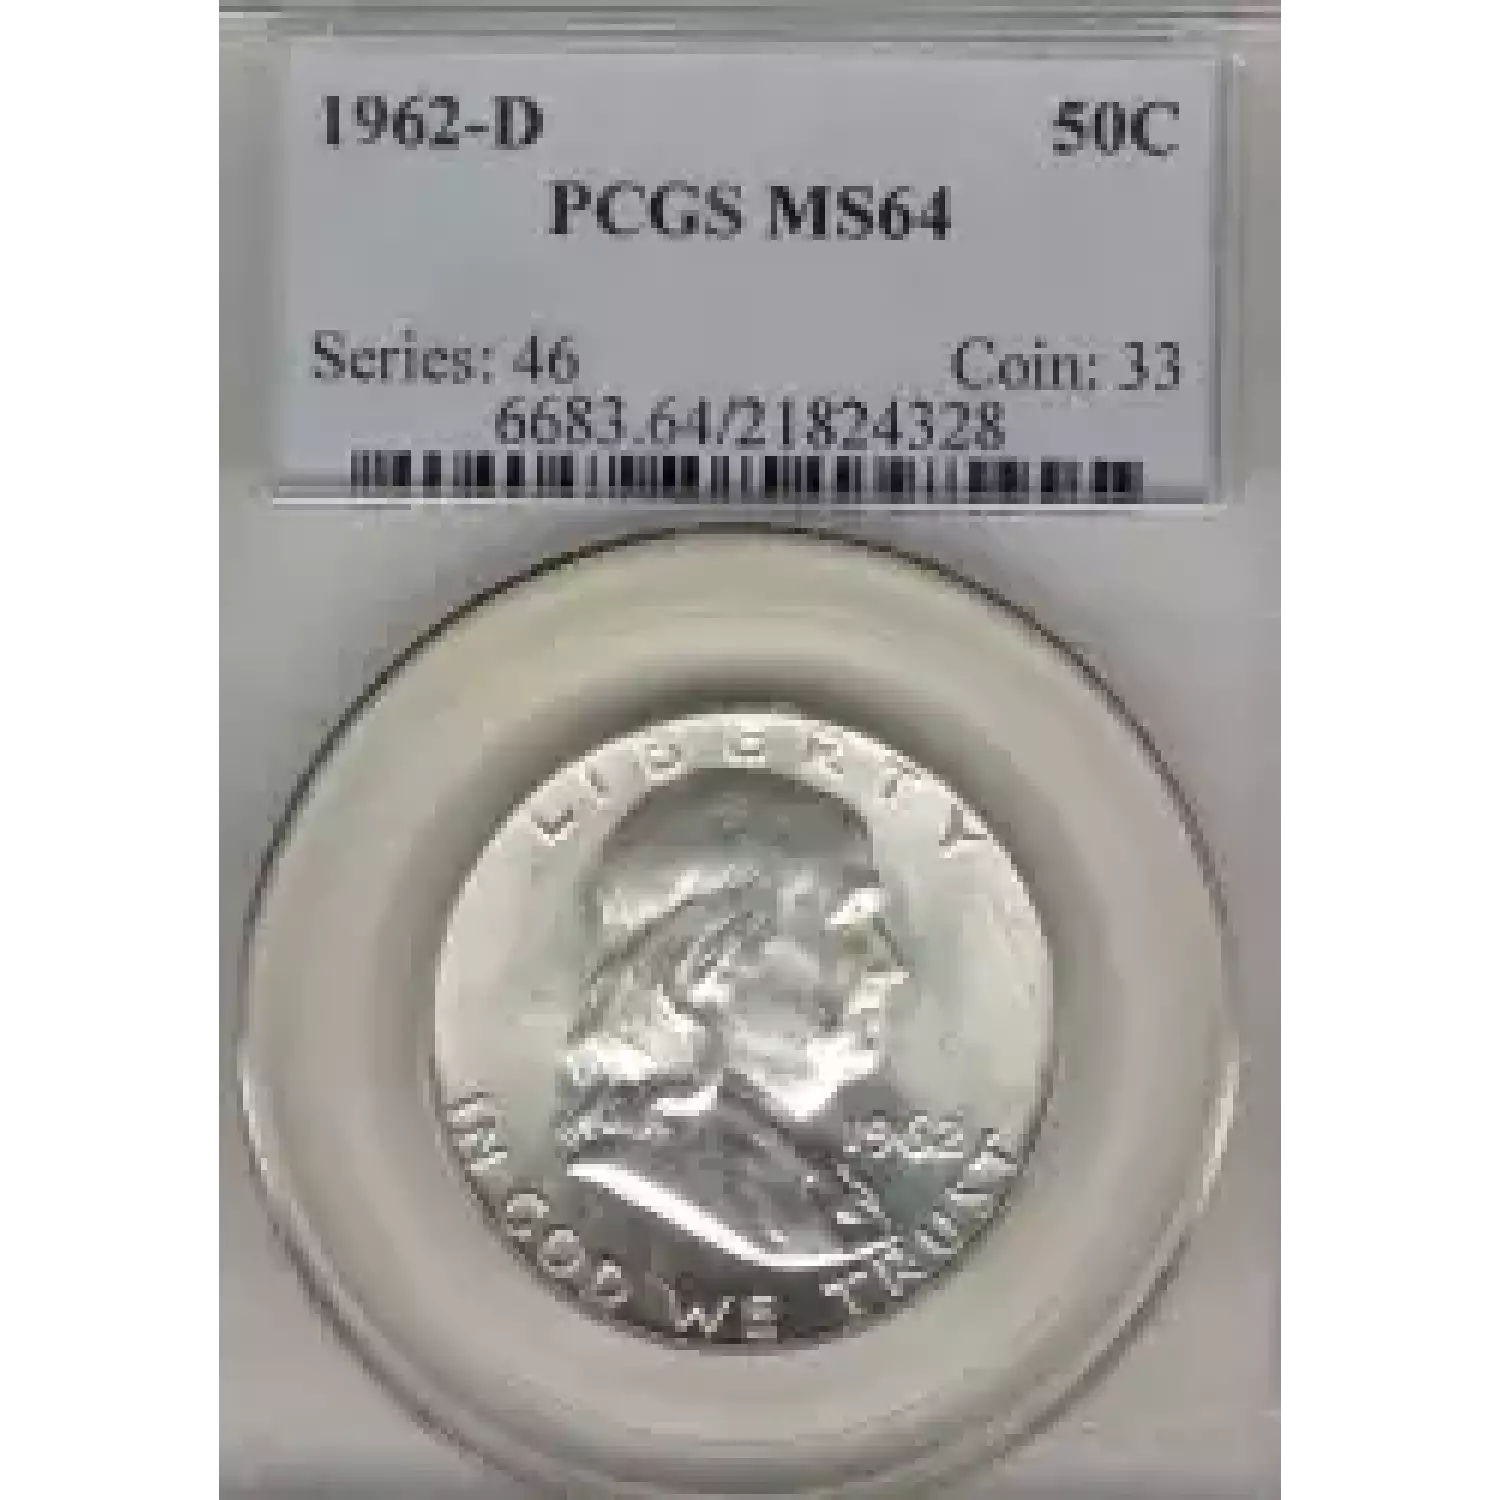 1962-D 50C
PCGS MS64
Series: 46 Coin: 33
6683.64/21824328
LIBERTY
1962
IN GOD WE TRUST